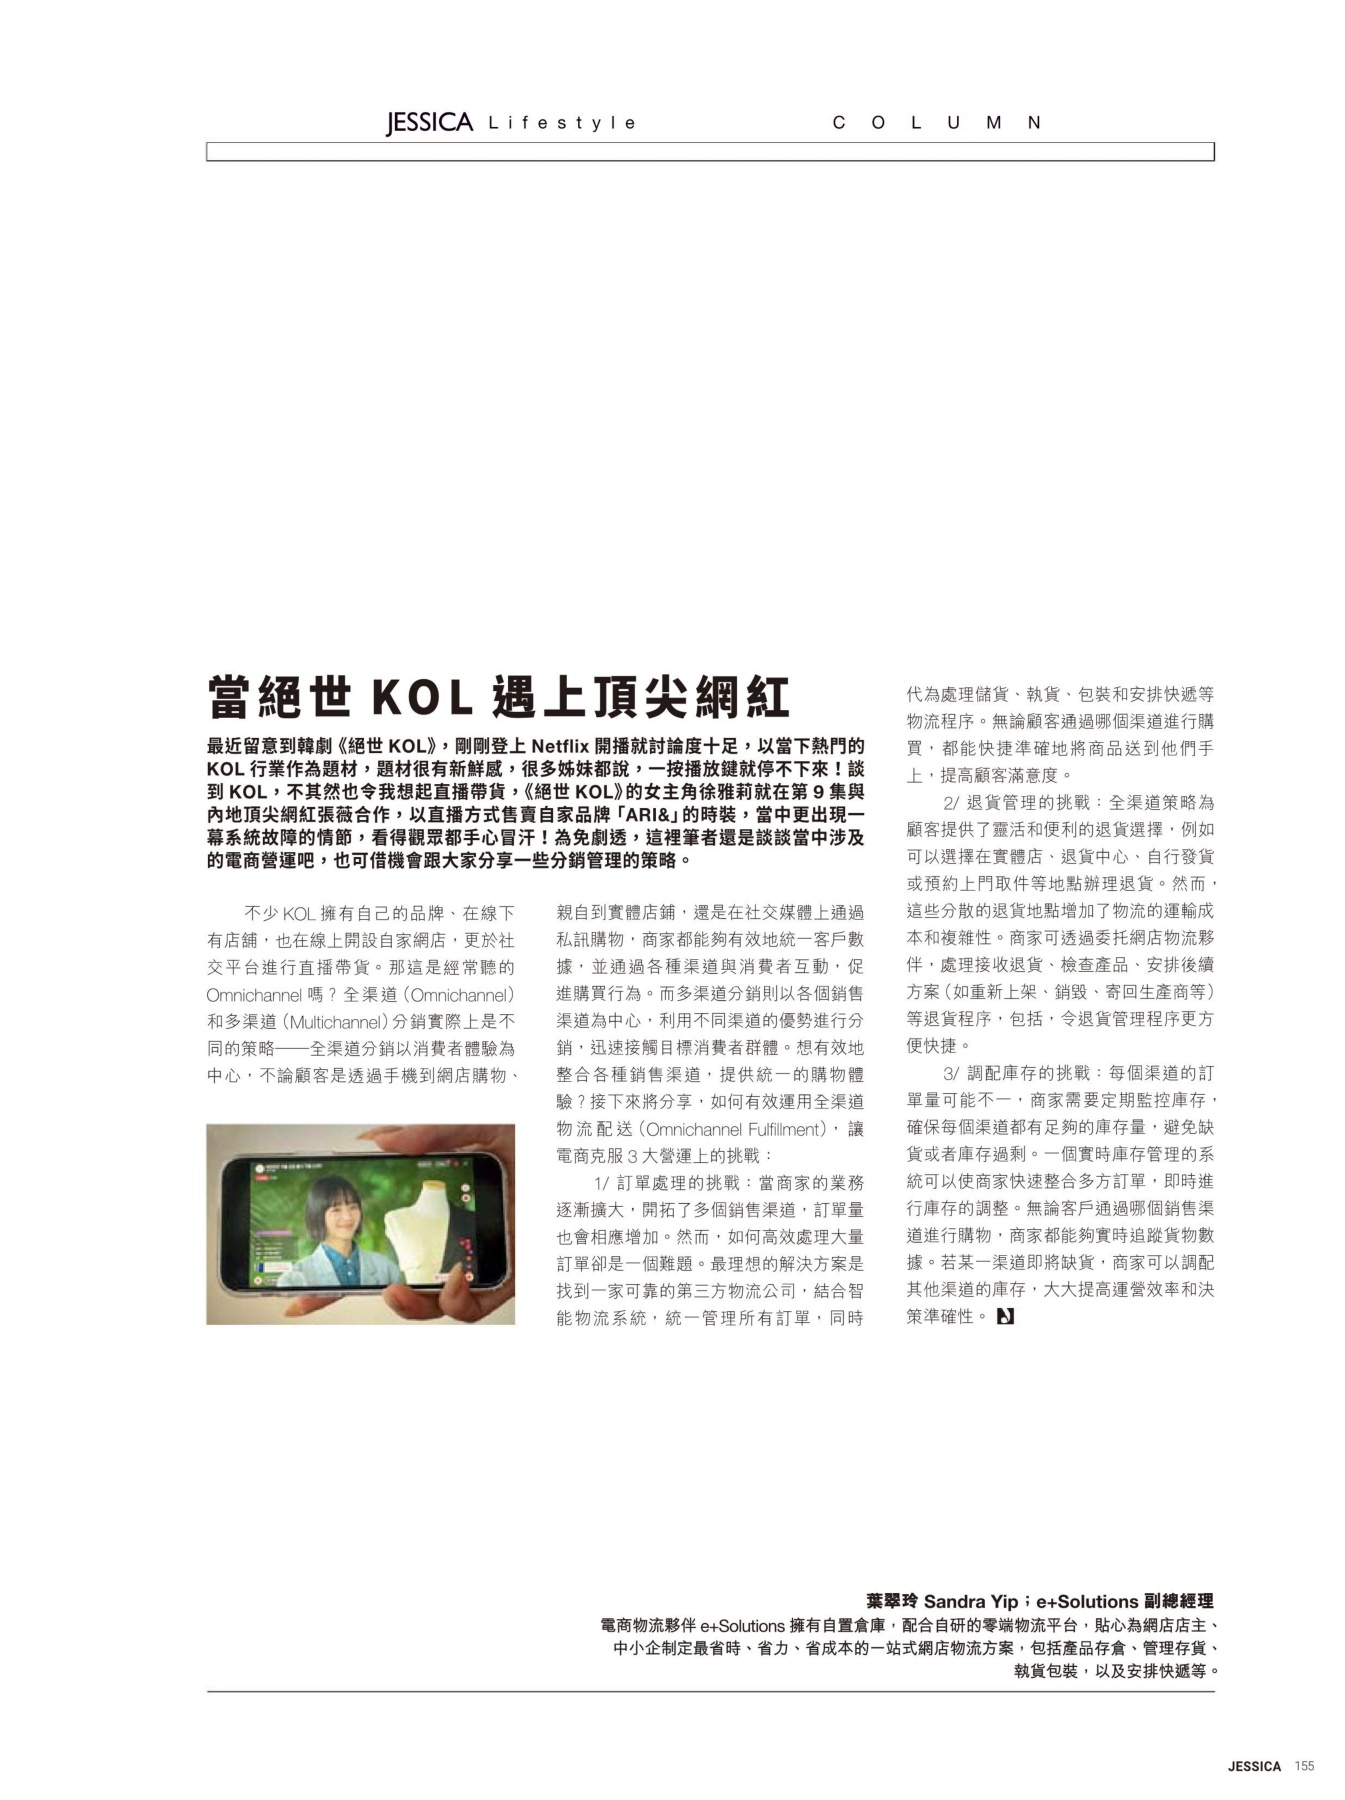 JESSICA Lifestyle COLUMN
當絕世 KOL 遇上頂尖網紅
最近留意到韓劇《絕世 KOL》，剛剛登上 Netflix 開播就討論度十足，以當下熱門的
KOL 行業作為題材，題材很有新鮮感，很多姊妹都說，一按播放鍵就停不下來！談
到 KOL，不其然也令我想起直播帶貨，《絕世 KOL》的女主角徐雅莉就在第 9 集與
內地頂尖網紅張薇合作，以直播方式售賣自家品牌「ARI&」的時裝，當中更出現一
幕系統故障的情節，看得觀眾都手心冒汗！為免劇透，這裡筆者還是談談當中涉及
的電商營運吧，也可借機會跟大家分享一些分銷管理的策略。
不少 KOL 擁有自己的品牌、在線下
有店舖，也在線上開設自家網店，更於社
交平台進行直播帶貨。那這是經常聽的
Omnichannel 嗎？全渠道（Omnichannel）
和多渠道（Multichannel）分銷實際上是不
同的策略——全渠道分銷以消費者體驗為
中心，不論顧客是透過手機到網店購物、
親自到實體店鋪，還是在社交媒體上通過
私訊購物，商家都能夠有效地統一客戶數
據，並通過各種渠道與消費者互動，促
進購買行為。而多渠道分銷則以各個銷售
渠道為中心，利用不同渠道的優勢進行分
銷，迅速接觸目標消費者群體。想有效地
整合各種銷售渠道，提供統一的購物體
驗？接下來將分享，如何有效運用全渠道
物流配送（Omnichannel Fulfillment），讓
電商克服 3 大營運上的挑戰：
1/ 訂單處理的挑戰：當商家的業務
逐漸擴大，開拓了多個銷售渠道，訂單量
也會相應增加。然而，如何高效處理大量
訂單卻是一個難題。最理想的解決方案是
找到一家可靠的第三方物流公司，結合智
能物流系統，統一管理所有訂單，同時
代為處理儲貨、執貨、包裝和安排快遞等
物流程序。無論顧客通過哪個渠道進行購
買，都能快捷準確地將商品送到他們手
上，提高顧客滿意度。
2/ 退貨管理的挑戰：全渠道策略為
顧客提供了靈活和便利的退貨選擇，例如
可以選擇在實體店、退貨中心、自行發貨
或預約上門取件等地點辦理退貨。然而，
這些分散的退貨地點增加了物流的運輸成
本和複雜性。商家可透過委托網店物流夥
伴，處理接收退貨、檢查產品、安排後續
方案（如重新上架、銷毀、寄回生產商等）
等退貨程序，包括，令退貨管理程序更方
便快捷。
3/ 調配庫存的挑戰：每個渠道的訂
單量可能不一，商家需要定期監控庫存，
確保每個渠道都有足夠的庫存量，避免缺
貨或者庫存過剩。一個實時庫存管理的系
統可以使商家快速整合多方訂單，即時進
行庫存的調整。無論客戶通過哪個銷售渠
道進行購物，商家都能夠實時追蹤貨物數
據。若某一渠道即將缺貨，商家可以調配
其他渠道的庫存，大大提高運營效率和決
策準確性。
葉翠玲 Sandra Yip；e+Solutions 副總經理
電商物流夥伴 e+Solutions 擁有自置倉庫，配合自研的零端物流平台，貼心為網店店主、
中小企制定最省時、省力、省成本的一站式網店物流方案，包括產品存倉、管理存貨、
執貨包裝，以及安排快遞等。
JESSICA 155